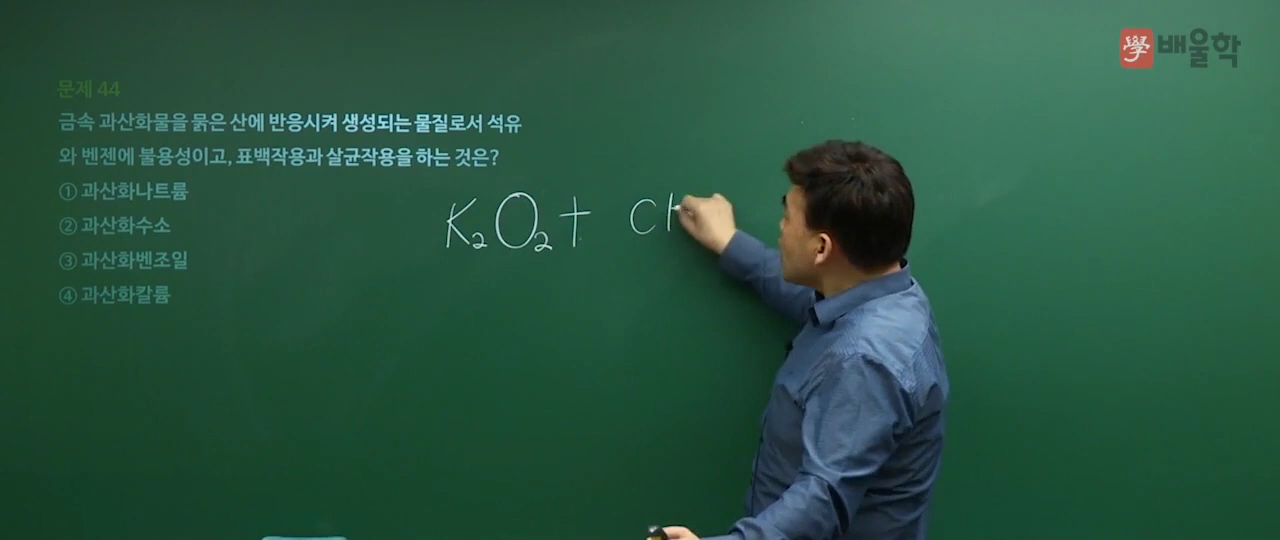 學 배울학
문제 44
금속 과산화물을 묽은 산에 반응시켜 생성되는 물질로서 석유
와 벤젠에 불용성이고, 표백작용과 살균작용을 하는 것은?
① 과산화나트륨
② 과산화수소
③ 과산화벤조일
④ 과산화칼륨
K₂O₂ + CH